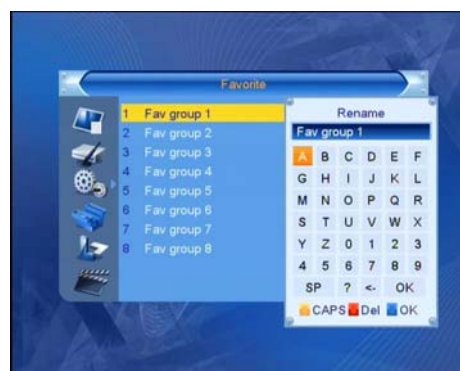 Favorite
1 Fav group 1
2 Fav group 2
3 Fav group 3
4 Fav group 4
5 Fav group 5
6 Fav group 6
7 Fav group 7
8 Fav group 8
Rename
Fav group 1
A B C D E F
G H I J K L
M N O P Q R
S T U V W X
Y Z 0 1 2 3
4 5 6 7 8 9
SP ? <- OK
CAPS Del OK